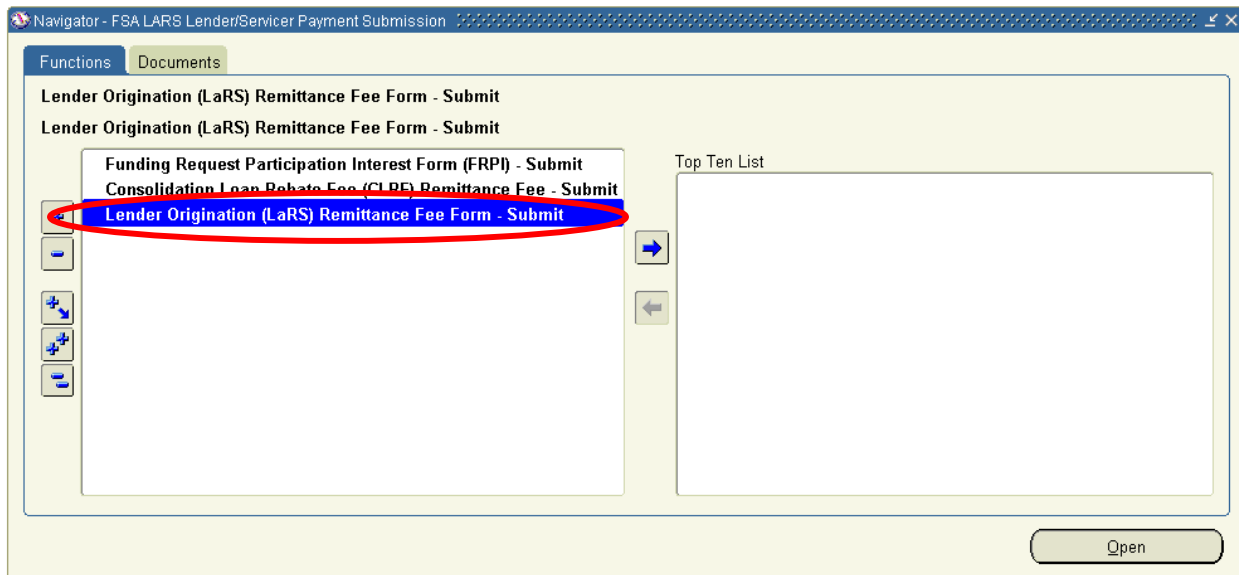 Navigator - FSA LARS Lender/Servicer Payment Submission
Functions Documents
Lender Origination (LaRS) Remittance Fee Form - Submit
Lender Origination (LaRS) Remittance Fee Form - Submit
Funding Request Participation Interest Form (FRPI) - Submit
Consolidation Loan Rebate Fee (CLRF) Remittance Fee - Submit
Lender Origination (LaRS) Remittance Fee Form - Submit
Top Ten List
Open